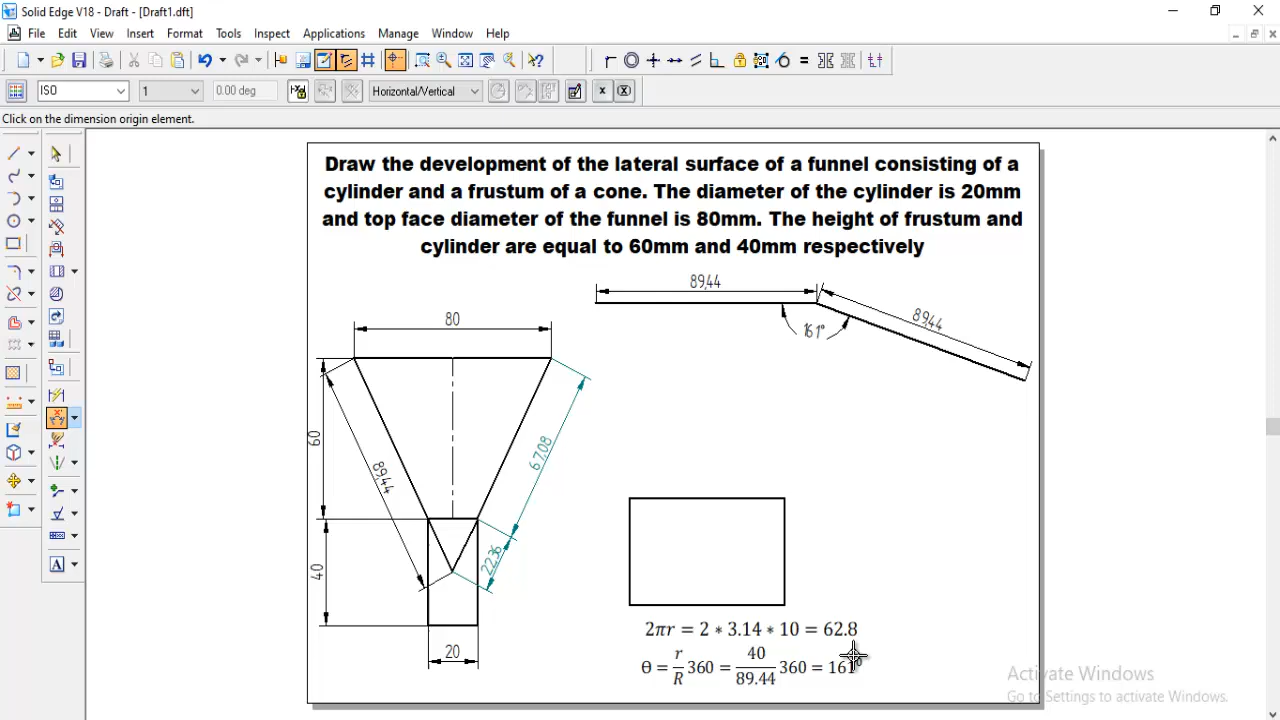 Solid Edge V18 - Draft - [Draft1.dft]
File Edit View Insert Format Tools Inspect Applications Manage Window Help
ISO 1 0.00 deg Horizontal/Vertical
Click on the dimension origin element.
Draw the development of the lateral surface of a funnel consisting of a
cylinder and a frustum of a cone. The diameter of the cylinder is 20mm
and top face diameter of the funnel is 80mm. The height of frustum and
cylinder are equal to 60mm and 40mm respectively
89,44
89,44
161°
80
60
89,44
67,08
22,36
40
20
2πr = 2 * 3.14 * 10 = 62.8
θ = r/R 360 = 40/89.44 360 = 161°
Activate Windows
Go to Settings to activate Windows.